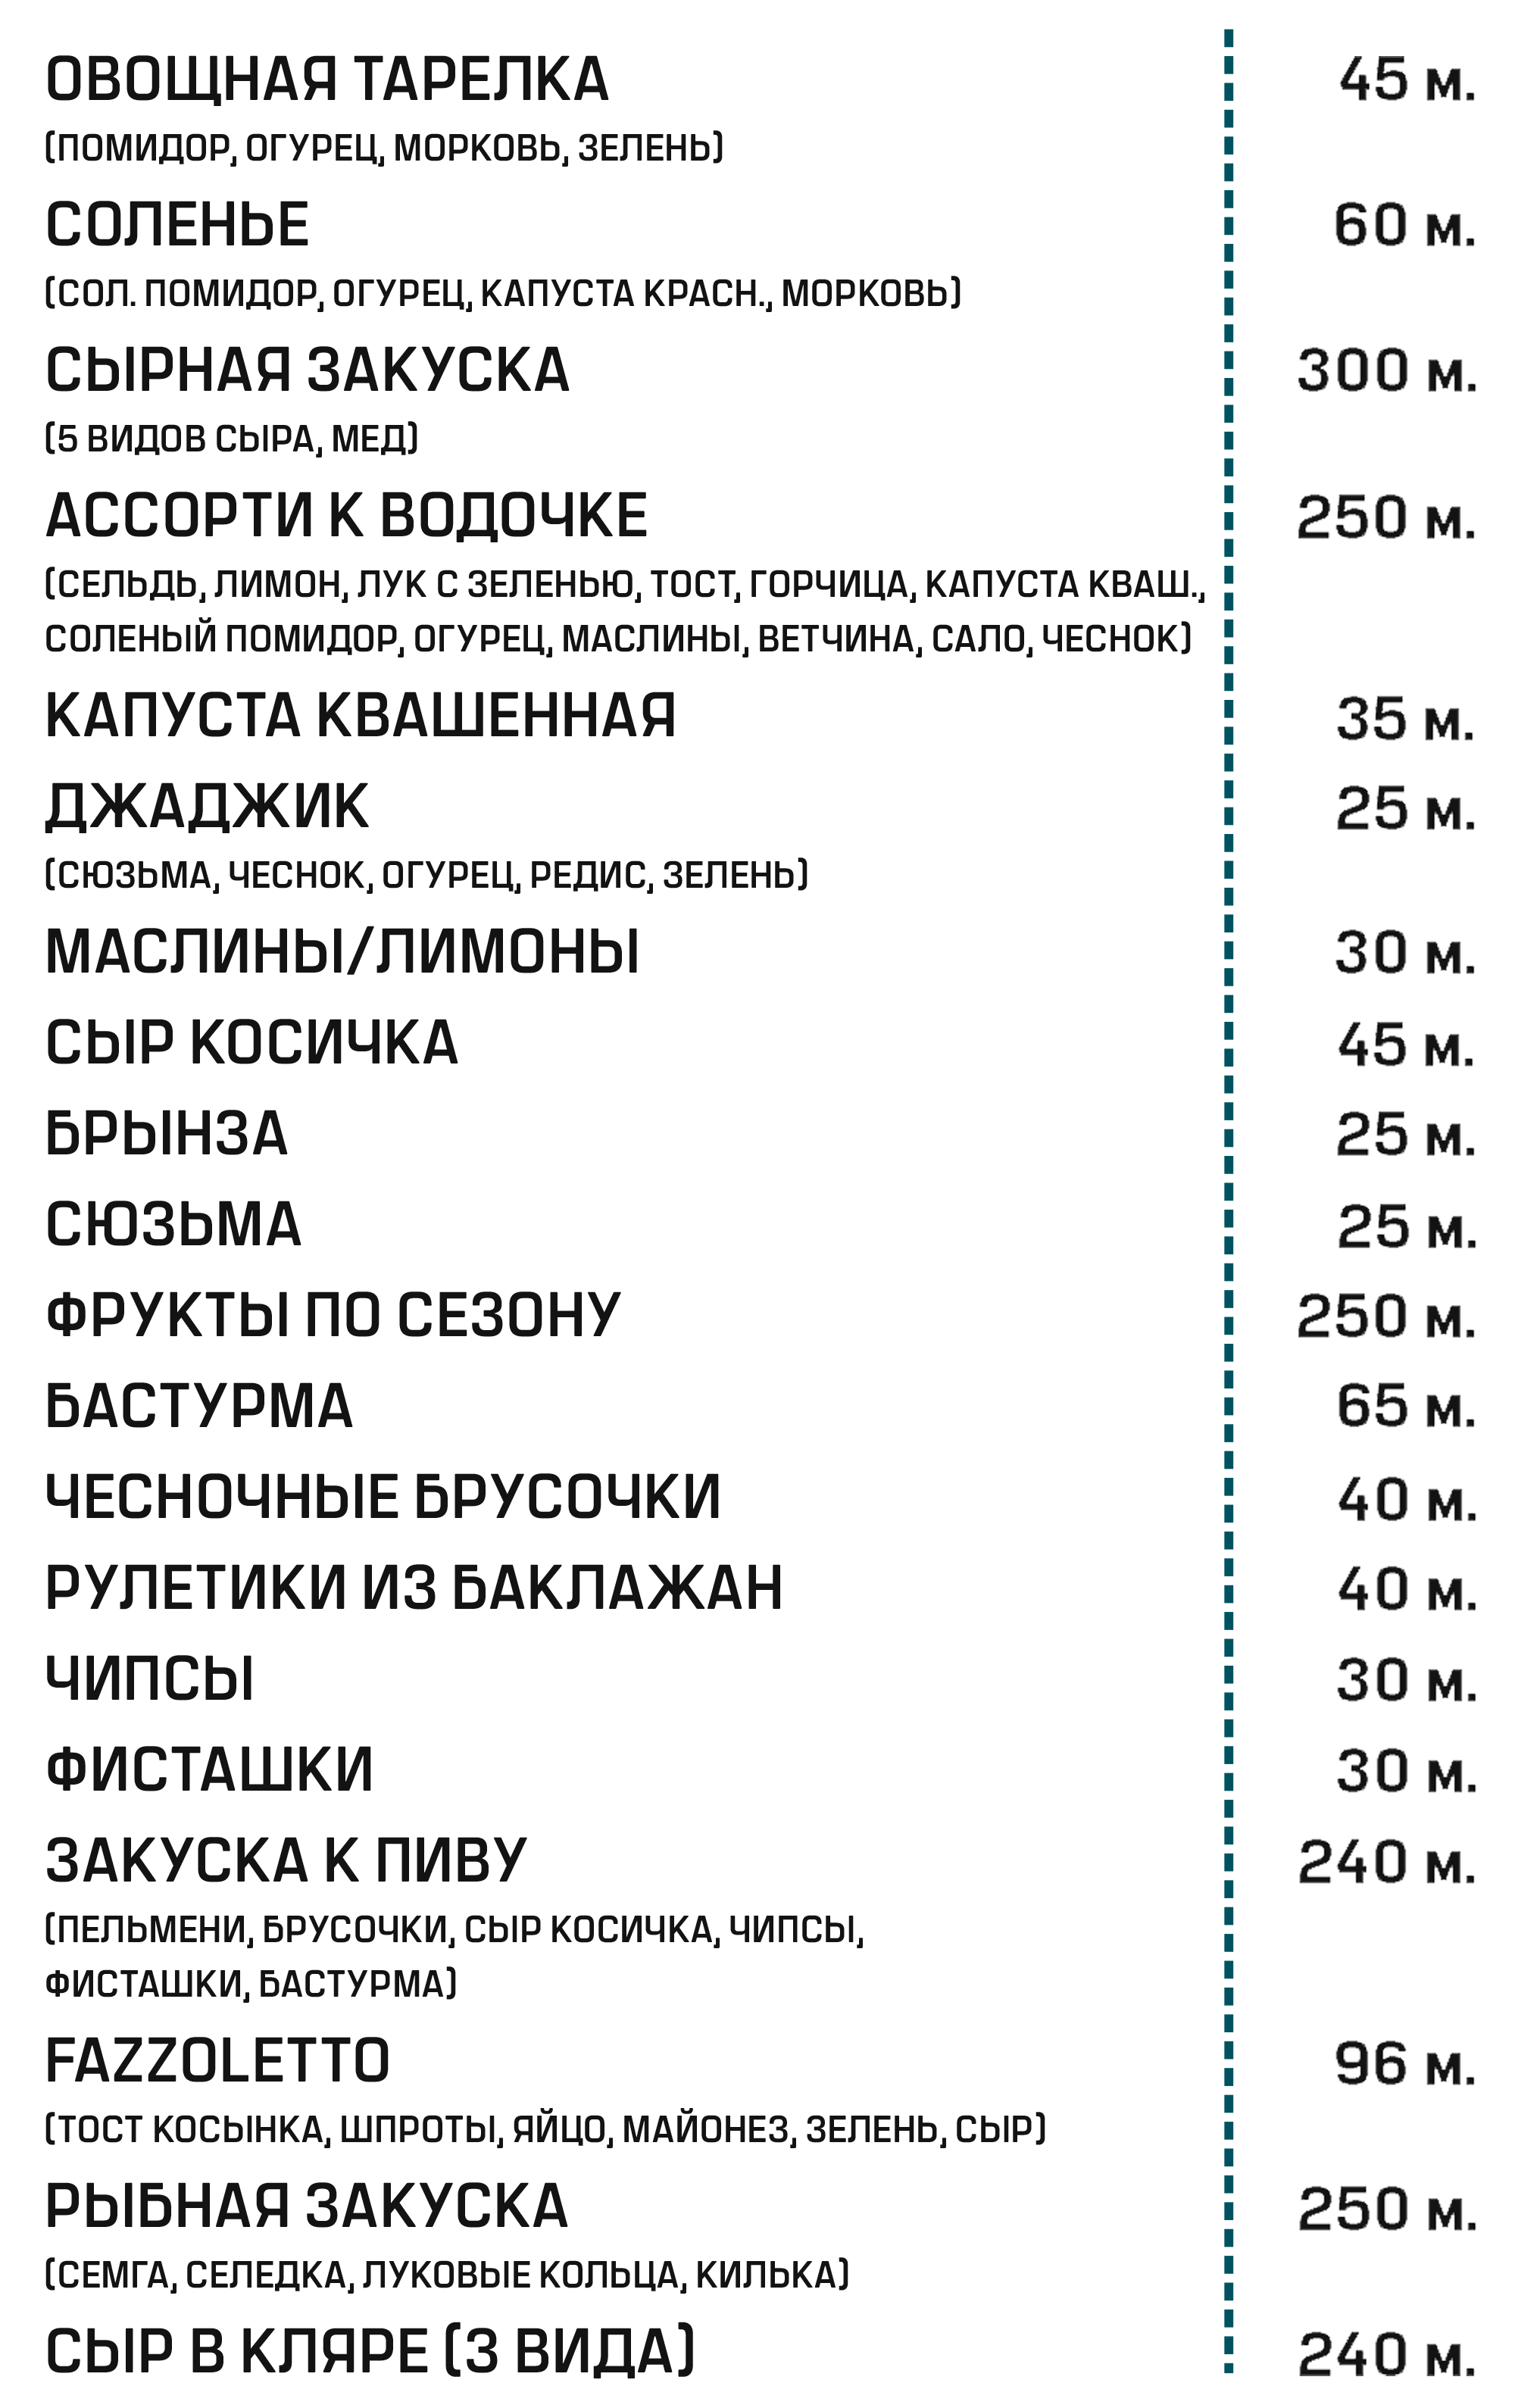 ОВОЩНАЯ ТАРЕЛКА 45 м.
(ПОМИДОР, ОГУРЕЦ, МОРКОВЬ, ЗЕЛЕНЬ)
СОЛЕНЬЕ 60 м.
(СОЛ. ПОМИДОР, ОГУРЕЦ, КАПУСТА КРАСН., МОРКОВЬ)
СЫРНАЯ ЗАКУСКА 300 м.
(5 ВИДОВ СЫРА, МЕД)
АССОРТИ К ВОДОЧКЕ 250 м.
(СЕЛЬДЬ, ЛИМОН, ЛУК С ЗЕЛЕНЬЮ, ТОСТ, ГОРЧИЦА, КАПУСТА КВАШ.,
СОЛЕНЫЙ ПОМИДОР, ОГУРЕЦ, МАСЛИНЫ, ВЕТЧИНА, САЛО, ЧЕСНОК)
КАПУСТА КВАШЕННАЯ 35 м.
ДЖАДЖИК 25 м.
(СЮЗЬМА, ЧЕСНОК, ОГУРЕЦ, РЕДИС, ЗЕЛЕНЬ)
МАСЛИНЫ/ЛИМОНЫ 30 м.
СЫР КОСИЧКА 45 м.
БРЫНЗА 25 м.
СЮЗЬМА 25 м.
ФРУКТЫ ПО СЕЗОНУ 250 м.
БАСТУРМА 65 м.
ЧЕСНОЧНЫЕ БРУСОЧКИ 40 м.
РУЛЕТИКИ ИЗ БАКЛАЖАН 40 м.
ЧИПСЫ 30 м.
ФИСТАШКИ 30 м.
ЗАКУСКА К ПИВУ 240 м.
(ПЕЛЬМЕНИ, БРУСОЧКИ, СЫР КОСИЧКА, ЧИПСЫ,
ФИСТАШКИ, БАСТУРМА)
FAZZOLETTO 96 м.
(ТОСТ КОСЫНКА, ШПРОТЫ, ЯЙЦО, МАЙОНЕЗ, ЗЕЛЕНЬ, СЫР)
РЫБНАЯ ЗАКУСКА 250 м.
(СЕМГА, СЕЛЕДКА, ЛУКОВЫЕ КОЛЬЦА, КИЛЬКА)
СЫР В КЛЯРЕ (3 ВИДА) 240 м.